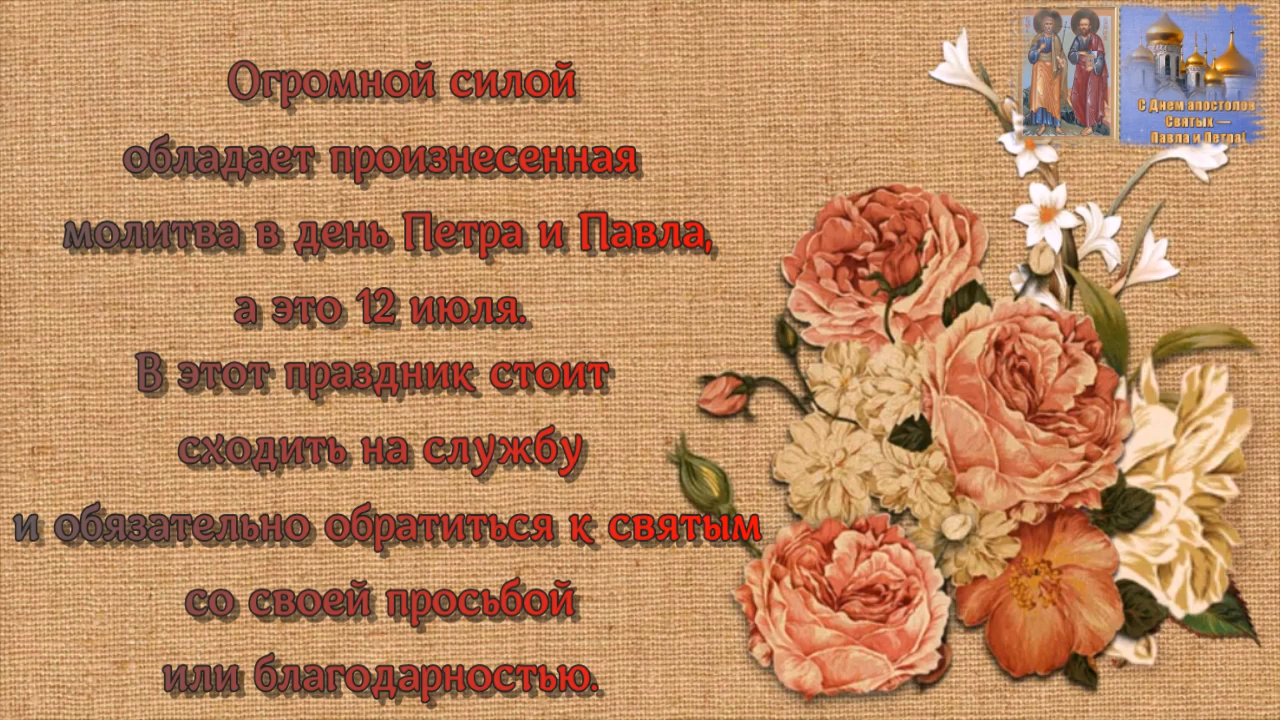 Огромной силой
обладает произнесенная
молитва в день Петра и Павла,
а это 12 июля.
В этот праздник стоит
сходить на службу
и обязательно обратиться к святым
со своей просьбой
или благодарностью.
С Днем апостолов
Святых —
Павла и Петра!